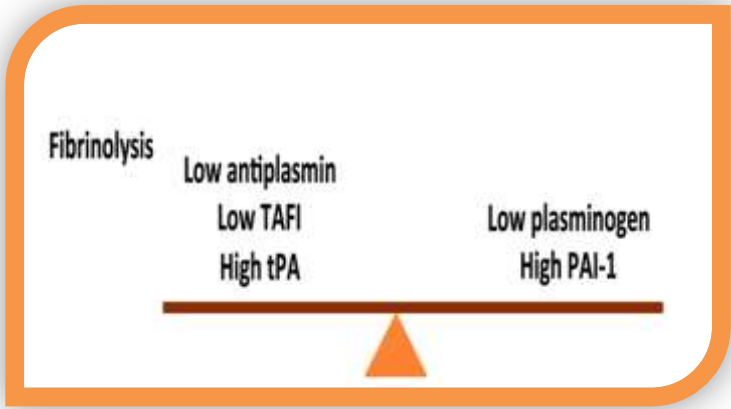 Fibrinolysis
Low antiplasmin
Low TAFI
High tPA
Low plasminogen
High PAI-1